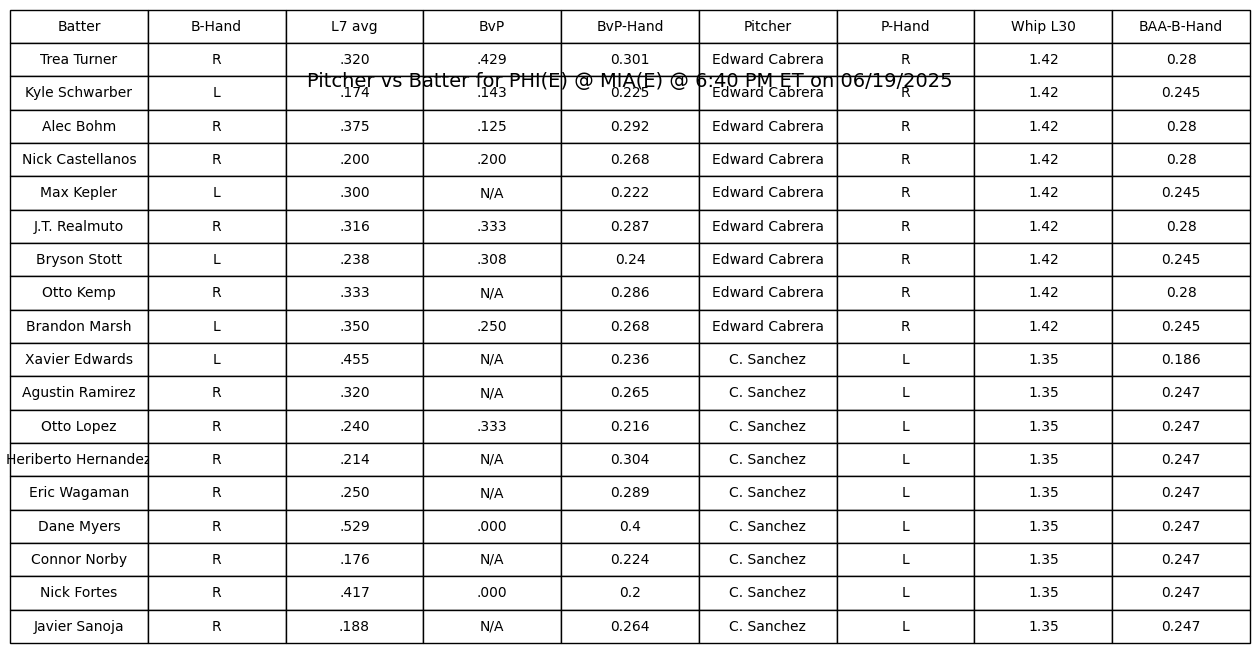 Batter B-Hand L7 avg BvP BvP-Hand Pitcher P-Hand Whip L30 BAA-B-Hand
Trea Turner R .320 .429 0.301 Edward Cabrera R 1.42 0.28
Pitcher vs Batter for PHI(E) @ MIA(E) @ 6:40 PM ET on 06/19/2025
Kyle Schwarber L .174 .143 0.225 Edward Cabrera R 1.42 0.245
Alec Bohm R .375 .125 0.292 Edward Cabrera R 1.42 0.28
Nick Castellanos R .200 .200 0.268 Edward Cabrera R 1.42 0.28
Max Kepler L .300 N/A 0.222 Edward Cabrera R 1.42 0.245
J.T. Realmuto R .316 .333 0.287 Edward Cabrera R 1.42 0.28
Bryson Stott L .238 .308 0.24 Edward Cabrera R 1.42 0.245
Otto Kemp R .333 N/A 0.286 Edward Cabrera R 1.42 0.28
Brandon Marsh L .350 .250 0.268 Edward Cabrera R 1.42 0.245
Xavier Edwards L .455 N/A 0.236 C. Sanchez L 1.35 0.186
Agustin Ramirez R .320 N/A 0.265 C. Sanchez L 1.35 0.247
Otto Lopez R .240 .333 0.216 C. Sanchez L 1.35 0.247
Heriberto Hernandez R .214 N/A 0.304 C. Sanchez L 1.35 0.247
Eric Wagaman R .250 N/A 0.289 C. Sanchez L 1.35 0.247
Dane Myers R .529 .000 0.4 C. Sanchez L 1.35 0.247
Connor Norby R .176 N/A 0.224 C. Sanchez L 1.35 0.247
Nick Fortes R .417 .000 0.2 C. Sanchez L 1.35 0.247
Javier Sanoja R .188 N/A 0.264 C. Sanchez L 1.35 0.247